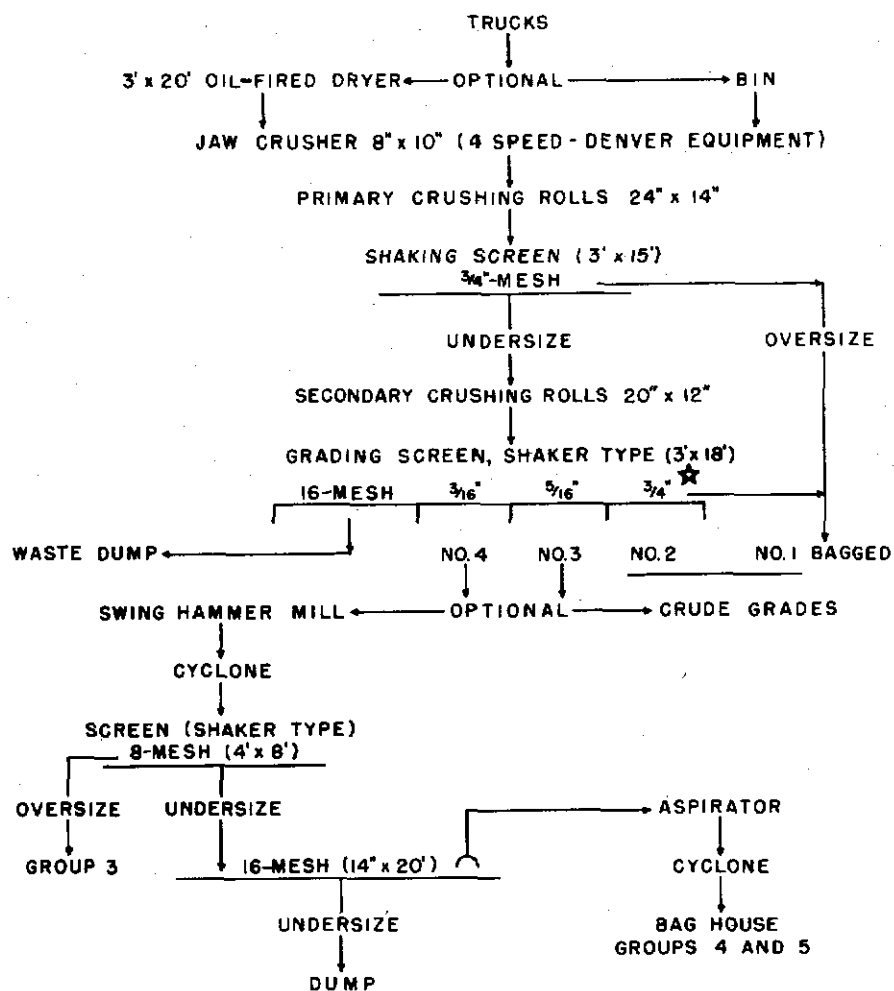 TRUCKS
3' x 20' OIL-FIRED DRYER OPTIONAL BIN
JAW CRUSHER 8" x 10" (4 SPEED - DENVER EQUIPMENT)
PRIMARY CRUSHING ROLLS 24" x 14"
SHAKING SCREEN (3' x 15')
3/4"-MESH
UNDERSIZE OVERSIZE
SECONDARY CRUSHING ROLLS 20" x 12"
GRADING SCREEN, SHAKER TYPE (3' x 18')
16-MESH 3/16" 5/16" 3/4"
WASTE DUMP NO. 4 NO. 3 NO. 2 NO. 1 BAGGED
SWING HAMMER MILL OPTIONAL CRUDE GRADES
CYCLONE
SCREEN (SHAKER TYPE)
8-MESH (4' x 8')
OVERSIZE UNDERSIZE ASPIRATOR
GROUP 3 16-MESH (14" x 20') CYCLONE
UNDERSIZE BAG HOUSE
GROUPS 4 AND 5
DUMP